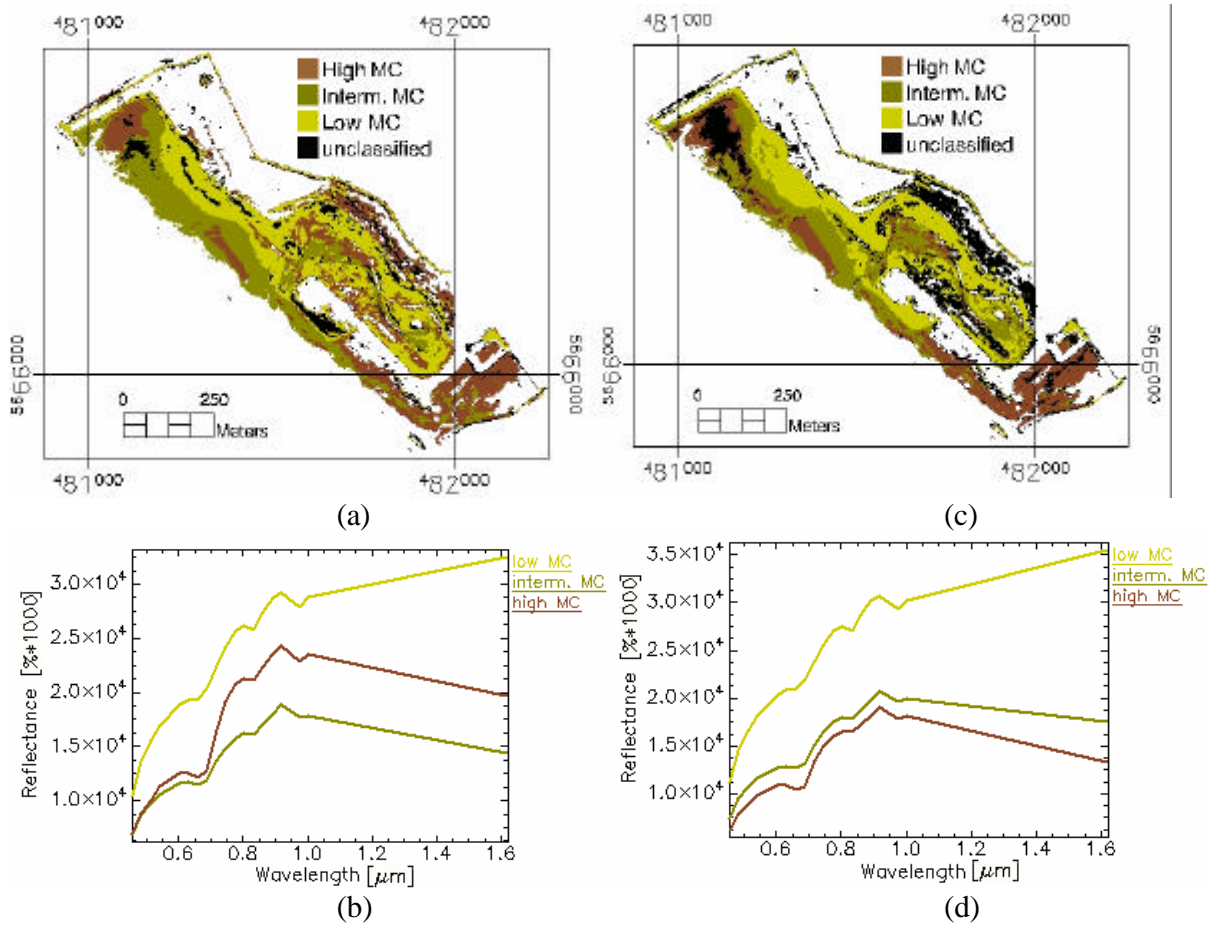 ⁴81⁰⁰⁰ ⁴82⁰⁰⁰
High MC
Interm. MC
Low MC
unclassified
⁵⁵66⁰⁰⁰ ⁵⁵66⁰⁰⁰
0 250
Meters
⁴81⁰⁰⁰ ⁴82⁰⁰⁰
(a)
⁴81⁰⁰⁰ ⁴82⁰⁰⁰
High MC
Interm. MC
Low MC
unclassified
⁵⁵66⁰⁰⁰ ⁵⁵66⁰⁰⁰
0 250
Meters
⁴81⁰⁰⁰ ⁴82⁰⁰⁰
(c)
Reflectance [%*1000]
3.0×10⁴
2.5×10⁴
2.0×10⁴
1.5×10⁴
1.0×10⁴
low MC
interm. MC
high MC
0.6 0.8 1.0 1.2 1.4 1.6
Wavelength [μm]
(b)
Reflectance [%*1000]
3.5×10⁴
3.0×10⁴
2.5×10⁴
2.0×10⁴
1.5×10⁴
1.0×10⁴
low MC
interm. MC
high MC
0.6 0.8 1.0 1.2 1.4 1.6
Wavelength [μm]
(d)